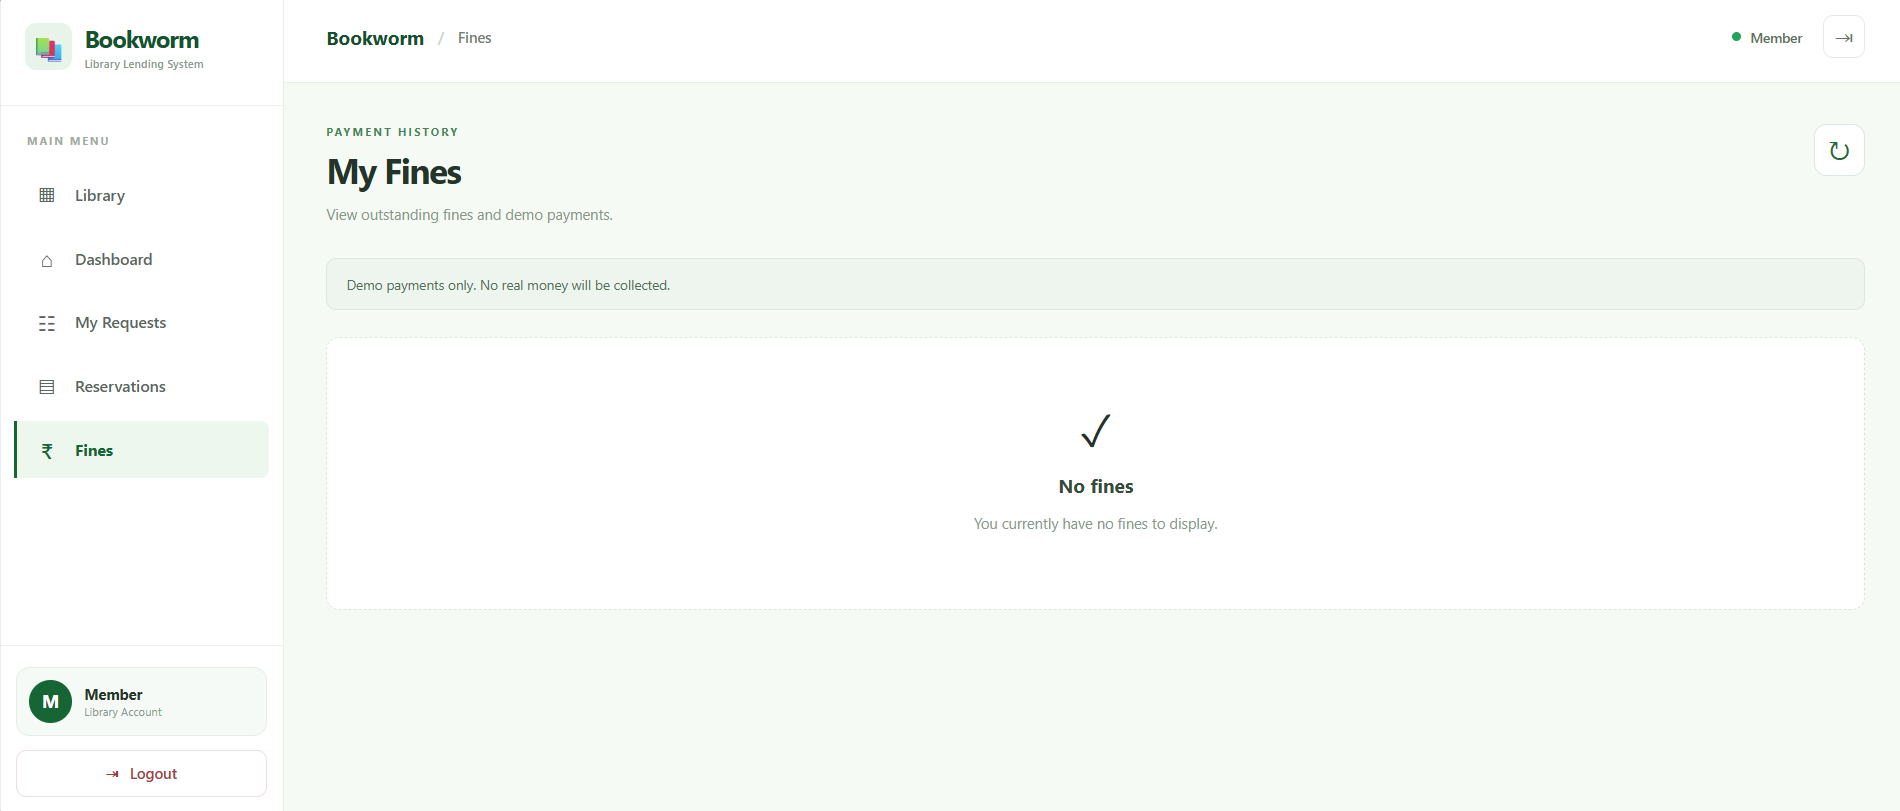 Bookworm
Library Lending System
MAIN MENU
Library
Dashboard
My Requests
Reservations
₹ Fines
M
Member
Library Account
Logout
Bookworm / Fines
Member
PAYMENT HISTORY
My Fines
View outstanding fines and demo payments.
Demo payments only. No real money will be collected.
No fines
You currently have no fines to display.